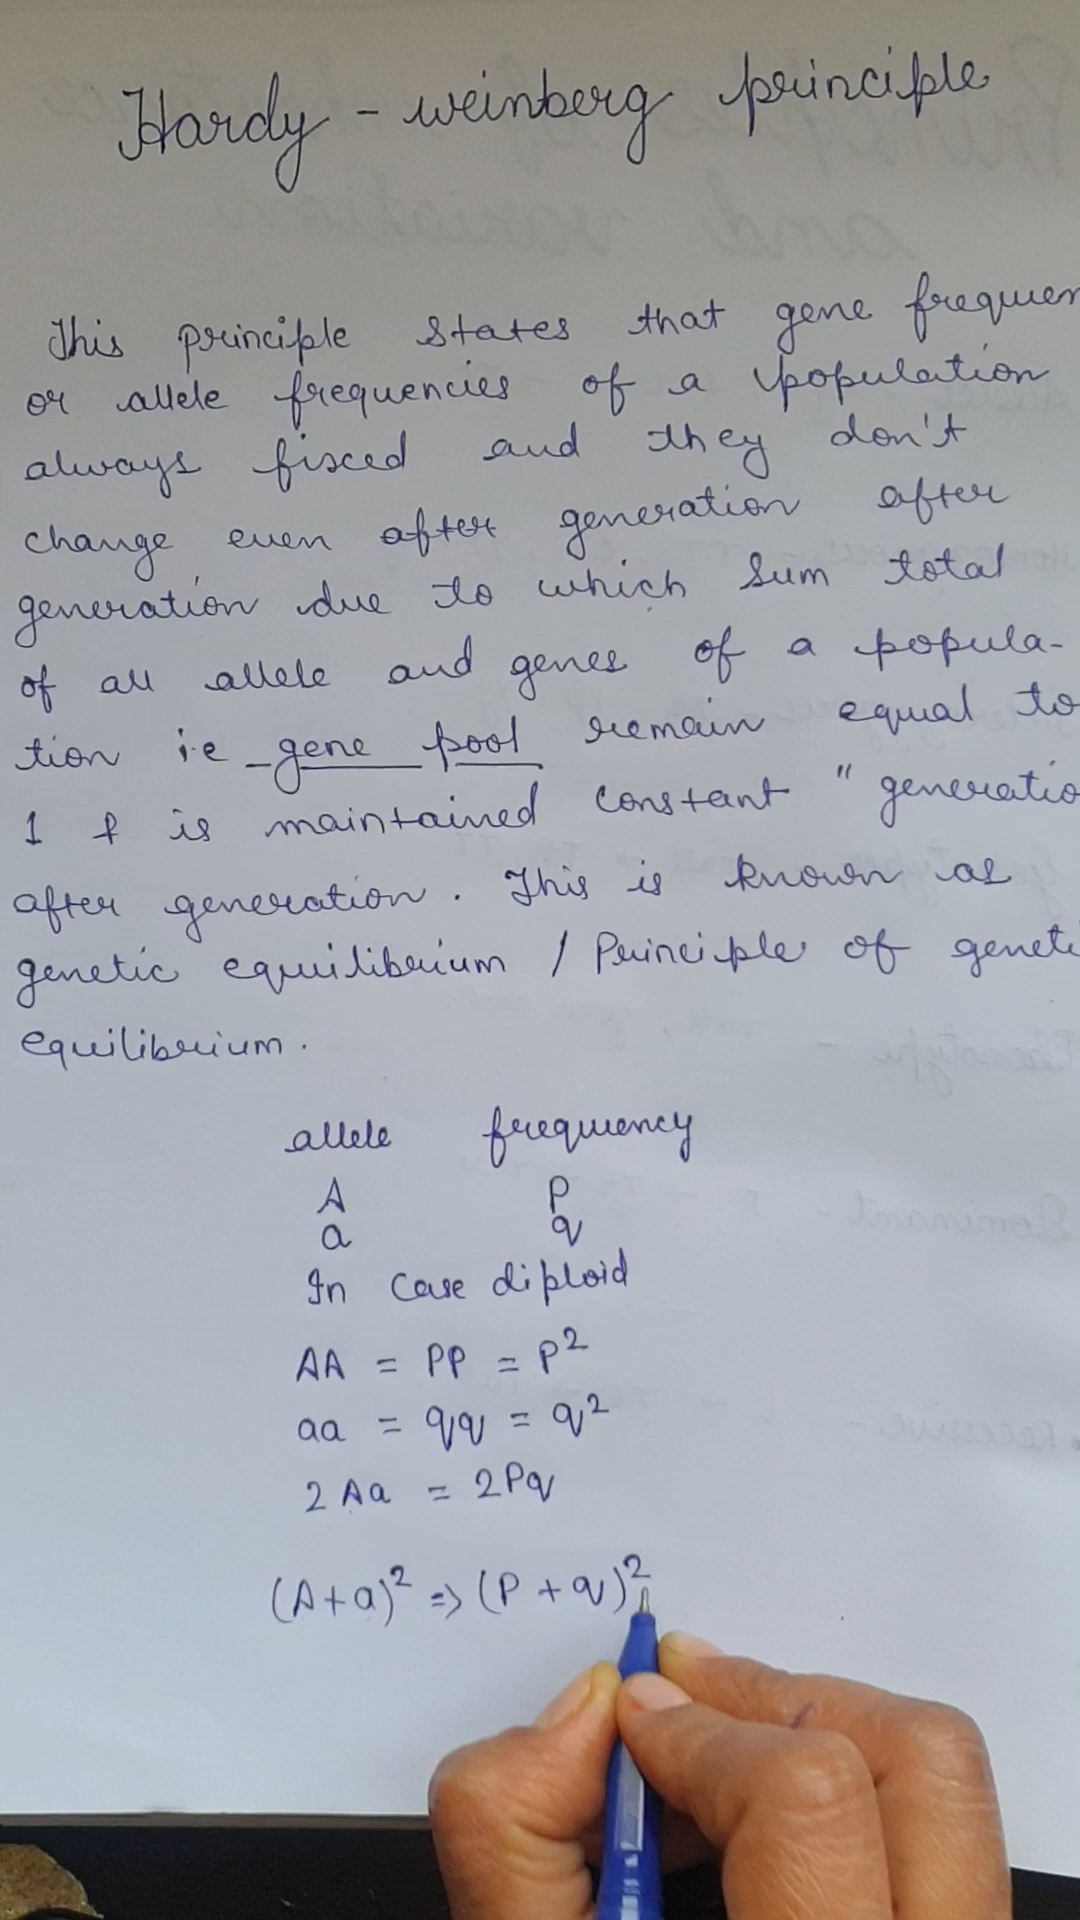 Hardy - weinberg principle
This principle states that gene frequen
or allele frequencies of a population
always fixed and they don't
change even after generation after
generation due to which sum total
of all allele and genes of a popula-
tion i.e gene pool remain equal to
1 & is maintained constant " generatio
after generation. This is known as
genetic equilibrium / Principle of geneti
equilibrium.
allele frequency
A P
a q
In case diploid
AA = PP = P²
aa = qq = q²
2 Aa = 2Pq
(A+a)² => (P + q)²